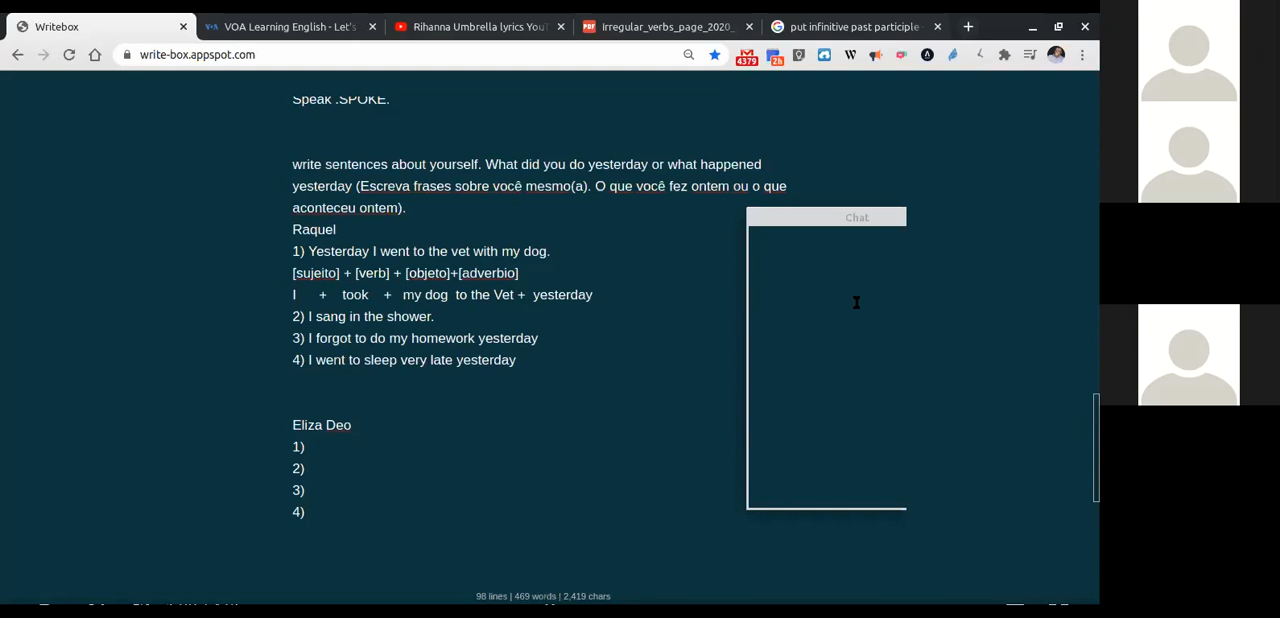 Writebox
VOA Learning English - Let's
Rihanna Umbrella lyrics YouT
Irregular_verbs_page_2020_
put infinitive past participle -
write-box.appspot.com
4379
2h
Speak .SPOKE.
write sentences about yourself. What did you do yesterday or what happened
yesterday (Escreva frases sobre você mesmo(a). O que você fez ontem ou o que
aconteceu ontem).
Raquel
1) Yesterday I went to the vet with my dog.
[sujeito] + [verb] + [objeto]+[adverbio]
I + took + my dog to the Vet + yesterday
2) I sang in the shower.
3) I forgot to do my homework yesterday
4) I went to sleep very late yesterday
Chat
Eliza Deo
1)
2)
3)
4)
98 lines | 469 words | 2,419 chars